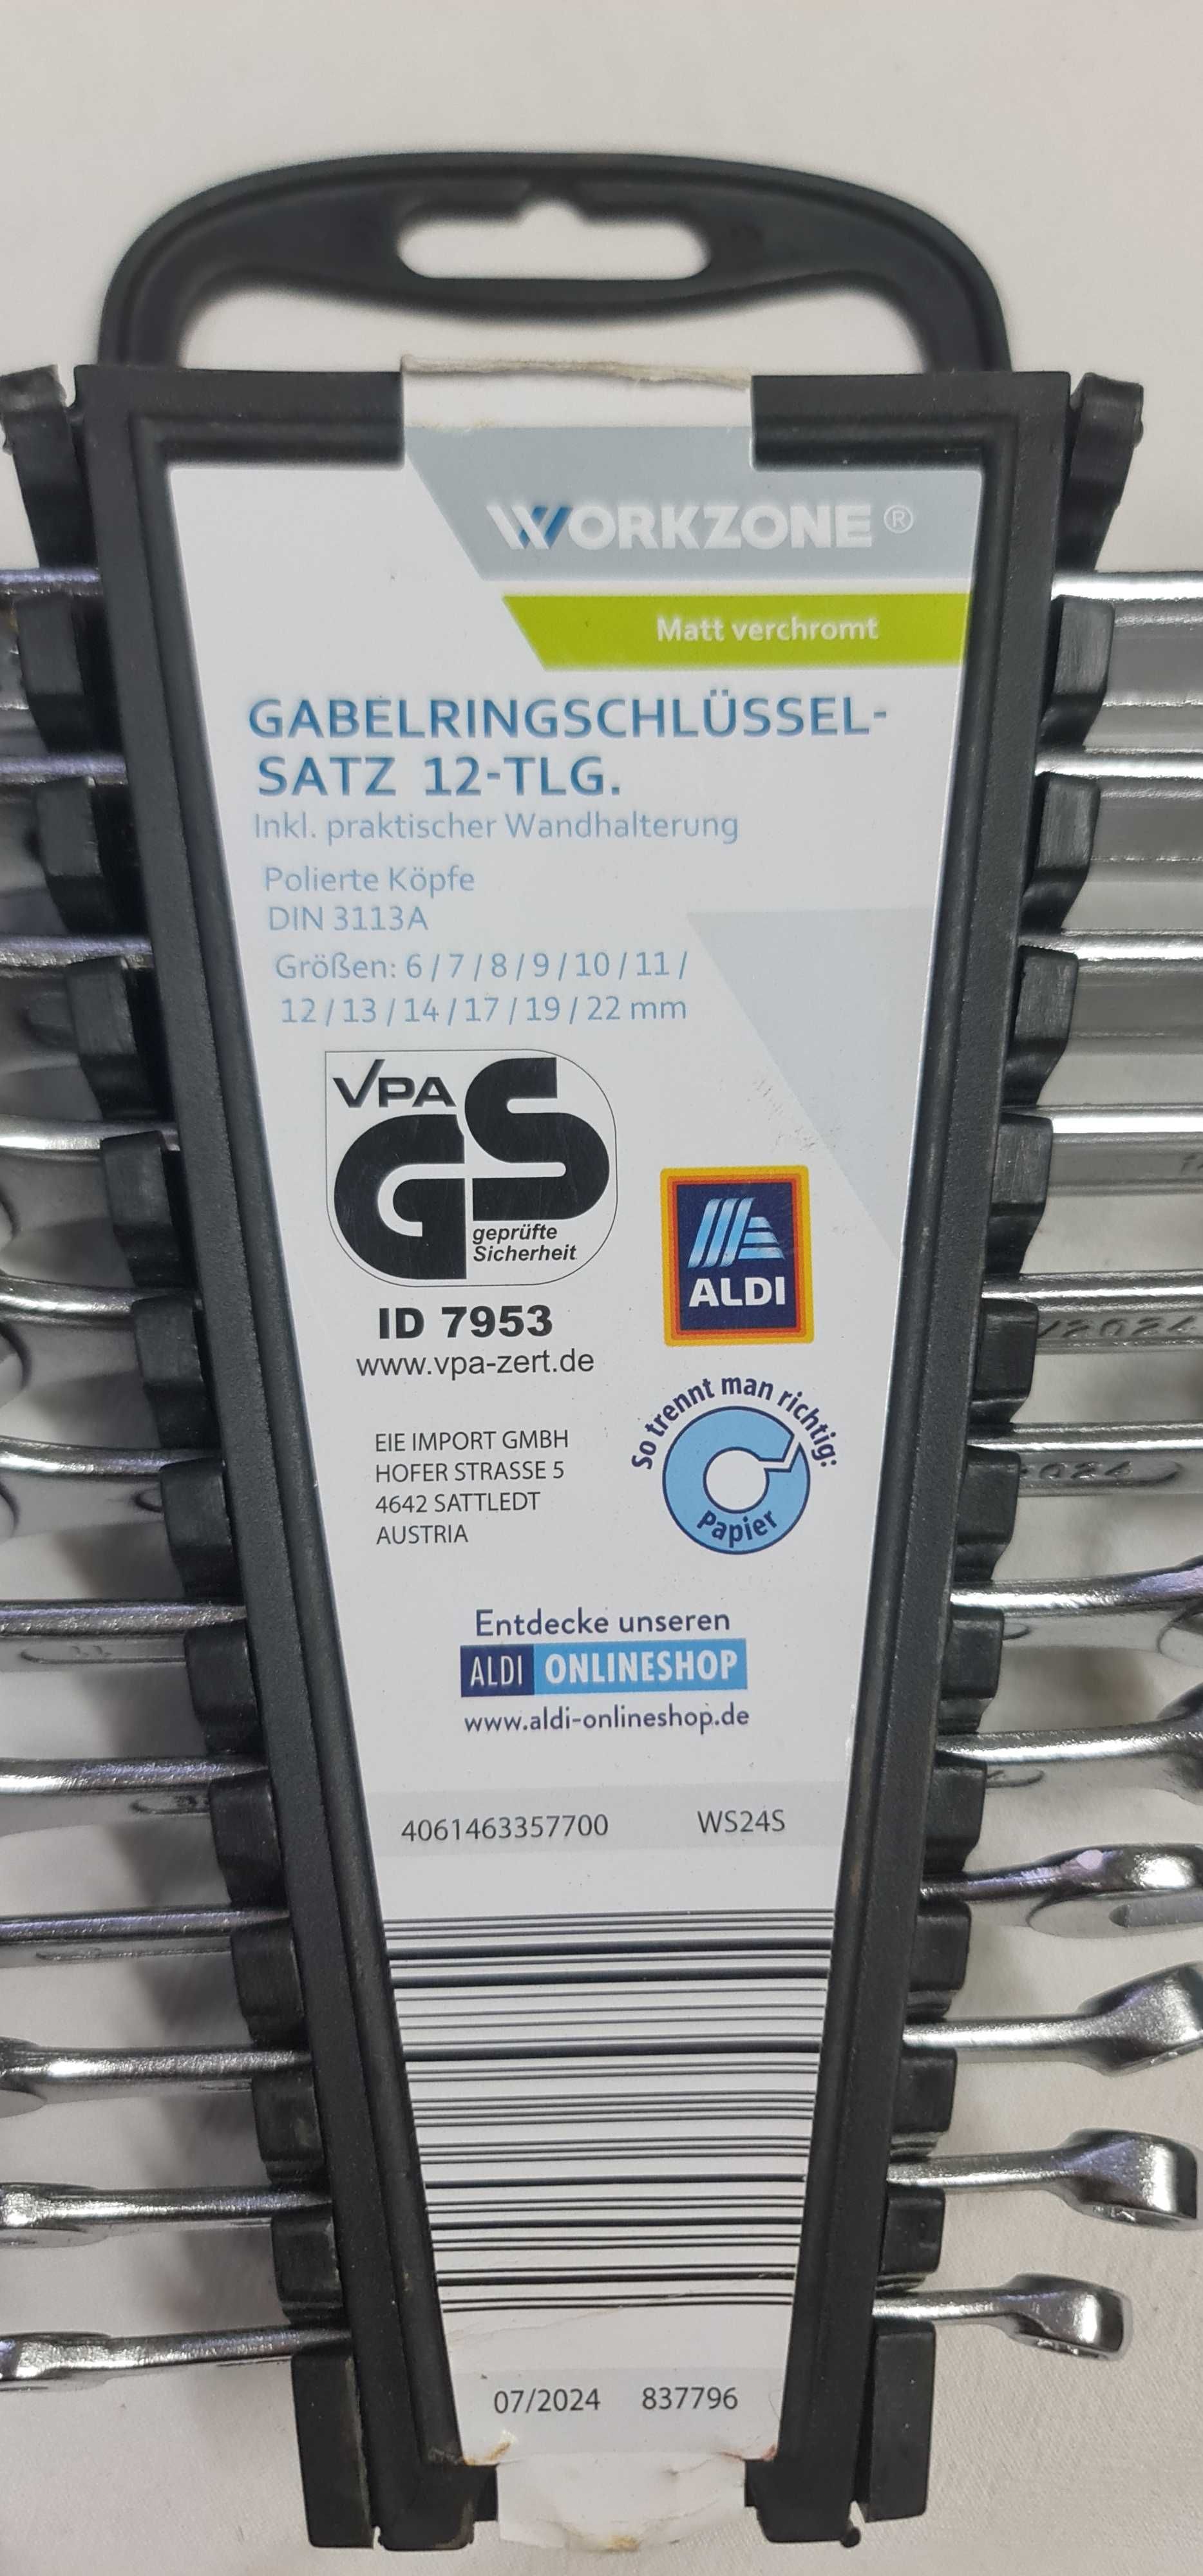 WORKZONE®
Matt verchromt
GABELRINGSCHLÜSSEL-
SATZ 12-TLG.
Inkl. praktischer Wandhalterung
Polierte Köpfe
DIN 3113A
Größen: 6 / 7 / 8 / 9 / 10 / 11 /
12 / 13 / 14 / 17 / 19 / 22 mm
VPA
GS
geprüfte
Sicherheit
ID 7953
www.vpa-zert.de
ALDI
So trennt man richtig:
Papier
EIE IMPORT GMBH
HOFER STRASSE 5
4642 SATTLEDT
AUSTRIA
Entdecke unseren
ALDI ONLINESHOP
www.aldi-onlineshop.de
4061463357700 WS24S
07/2024 837796